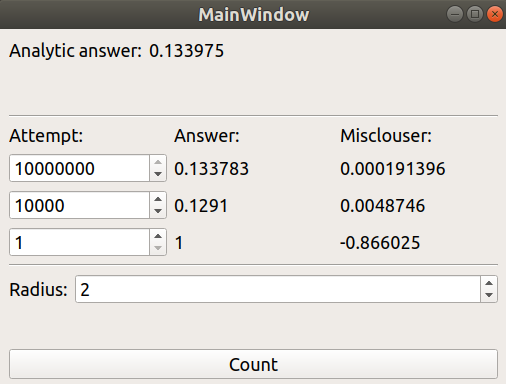 MainWindow
Analytic answer: 0.133975
Attempt: Answer: Misclouser:
10000000 0.133783 0.000191396
10000 0.1291 0.0048746
1 1 -0.866025
Radius: 2
Count